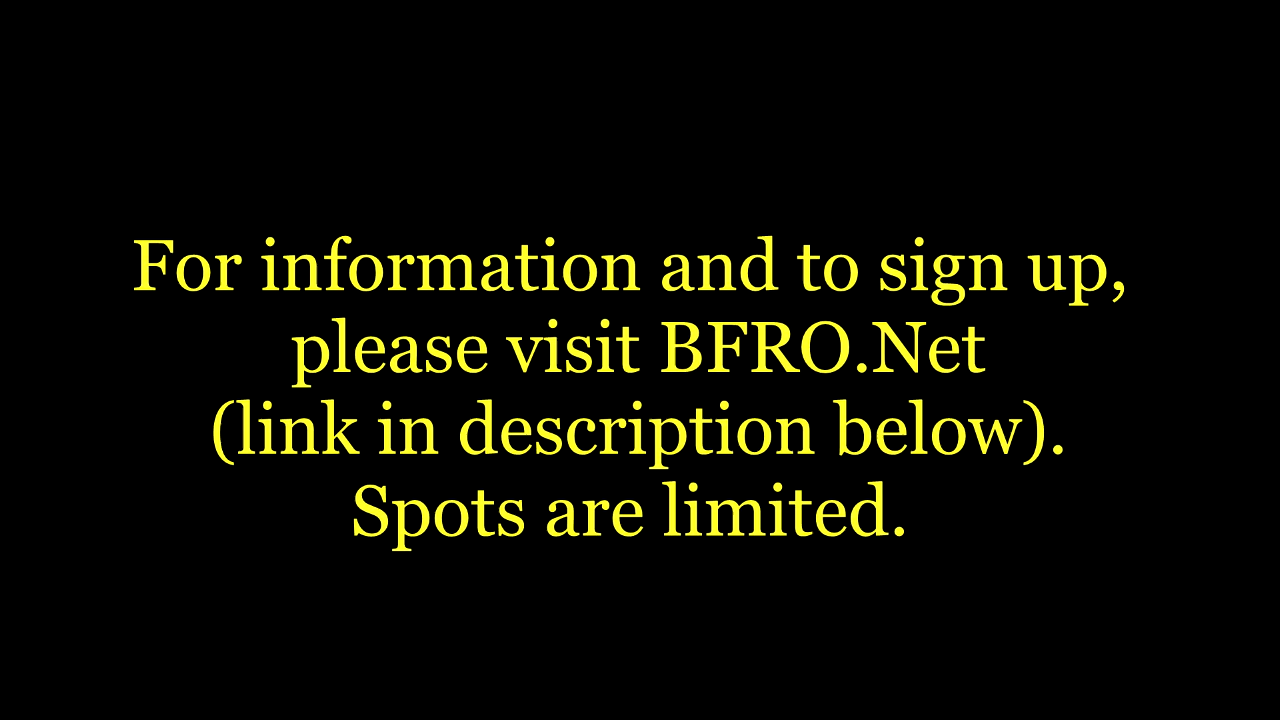 For information and to sign up,
please visit BFRO.Net
(link in description below).
Spots are limited.